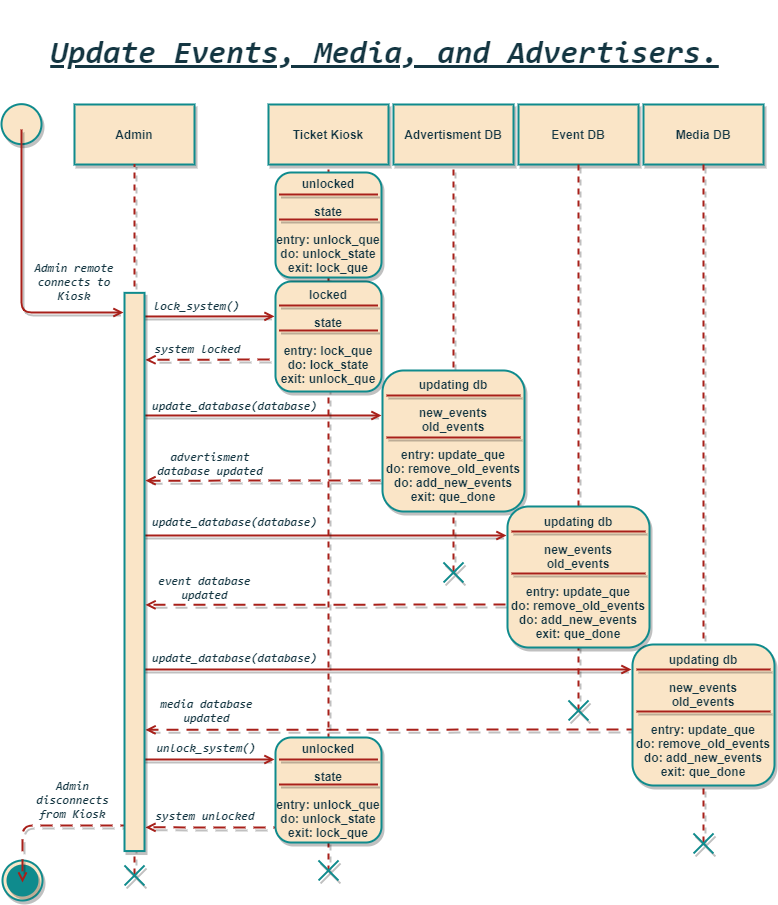 Update Events, Media, and Advertisers.
Admin
Ticket Kiosk
Advertisment DB
Event DB
Media DB
unlocked
state
entry: unlock_que
do: unlock_state
exit: lock_que
Admin remote
connects to
Kiosk
lock_system()
locked
state
system locked
entry: lock_que
do: lock_state
exit: unlock_que
update_database(database)
updating db
new_events
old_events
advertisment
database updated
entry: update_que
do: remove_old_events
do: add_new_events
exit: que_done
update_database(database)
updating db
new_events
old_events
event database
updated
entry: update_que
do: remove_old_events
do: add_new_events
exit: que_done
update_database(database)
updating db
new_events
old_events
media database
updated
entry: update_que
do: remove_old_events
do: add_new_events
exit: que_done
unlock_system()
unlocked
state
Admin
disconnects
from Kiosk
system unlocked
entry: unlock_que
do: unlock_state
exit: lock_que